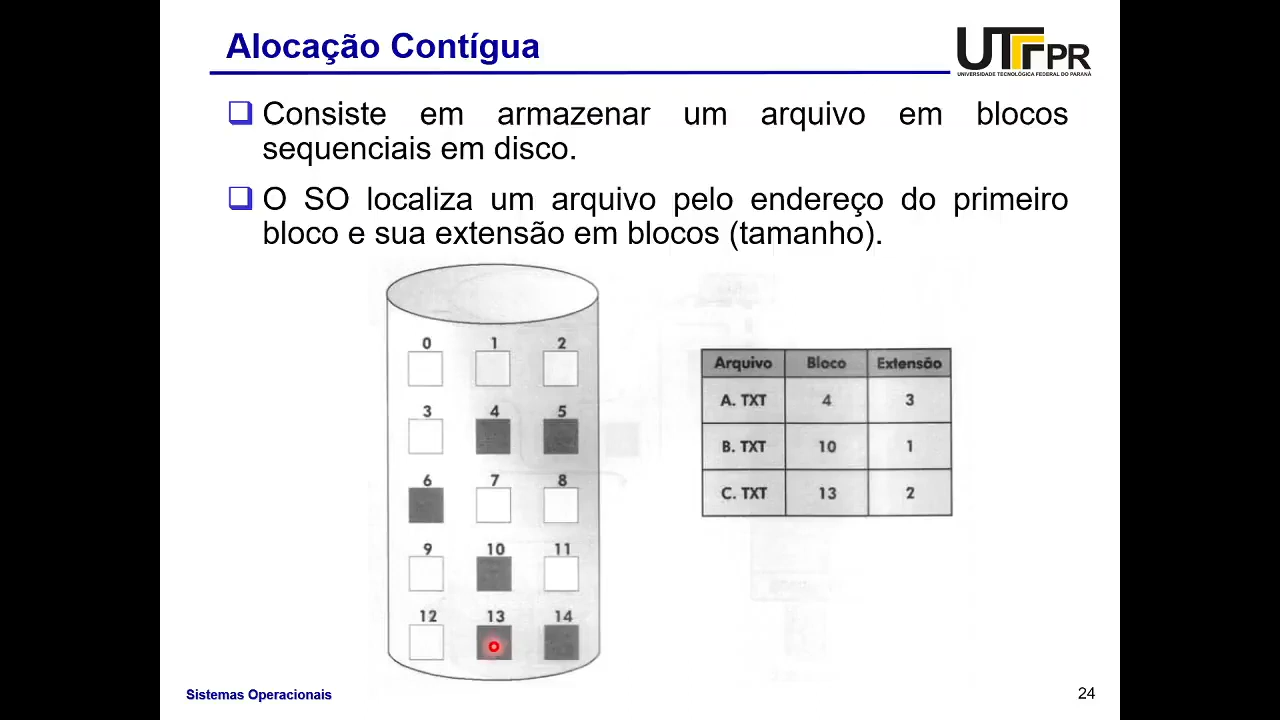 Alocação Contígua
UTFPR
UNIVERSIDADE TECNOLÓGICA FEDERAL DO PARANÁ
Consiste em armazenar um arquivo em blocos
sequenciais em disco.
O SO localiza um arquivo pelo endereço do primeiro
bloco e sua extensão em blocos (tamanho).
0 1 2
3 4 5
6 7 8
9 10 11
12 13 14
Arquivo Bloco Extensão
A. TXT 4 3
B. TXT 10 1
C. TXT 13 2
Sistemas Operacionais
24